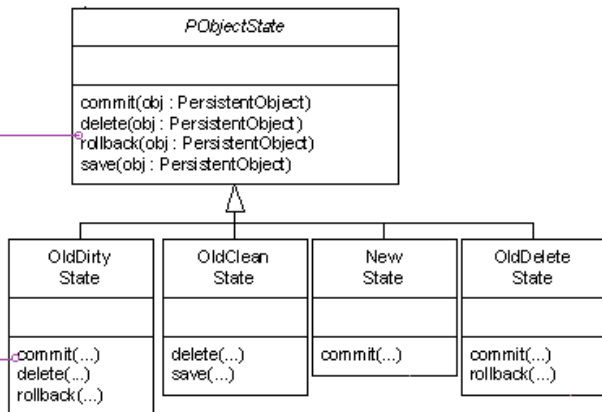 PObjectState
commit(obj : PersistentObject)
delete(obj : PersistentObject)
rollback(obj : PersistentObject)
save(obj : PersistentObject)
OldDirty
State
commit(...)
delete(...)
rollback(...)
OldClean
State
delete(...)
save(...)
New
State
commit(...)
OldDelete
State
commit(...)
rollback(...)